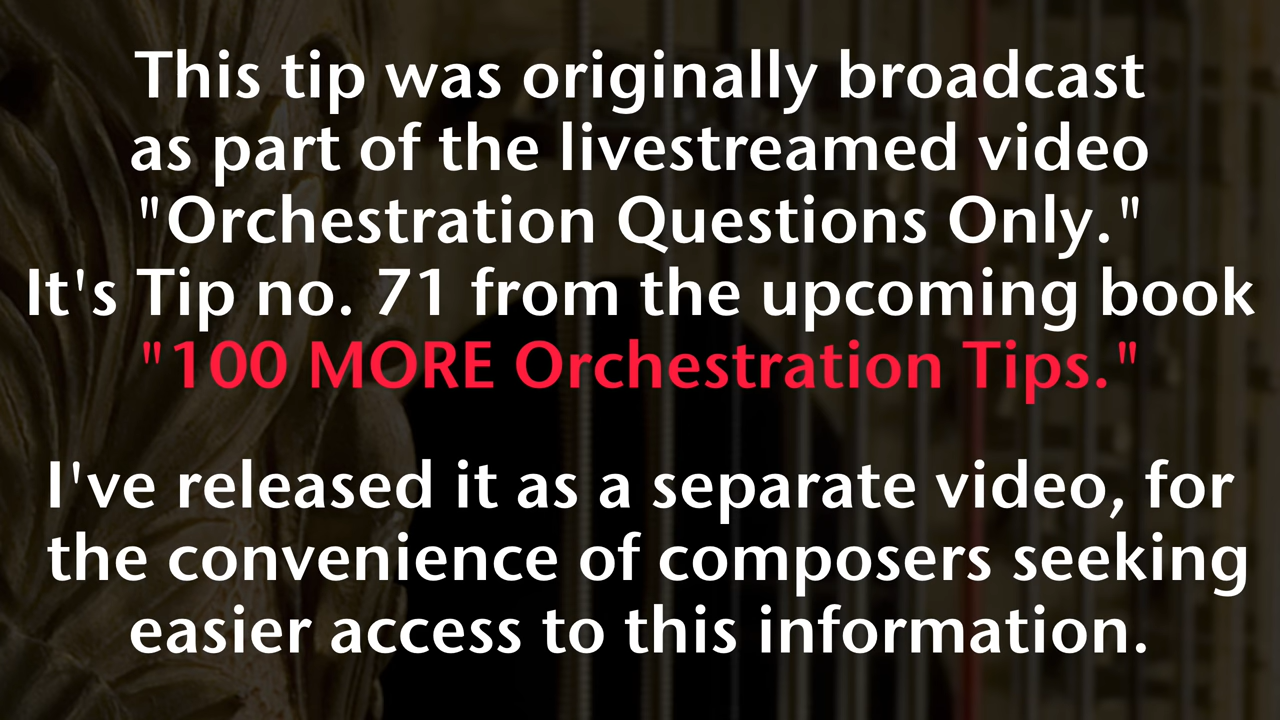 This tip was originally broadcast
as part of the livestreamed video
"Orchestration Questions Only."
It's Tip no. 71 from the upcoming book
"100 MORE Orchestration Tips."
I've released it as a separate video, for
the convenience of composers seeking
easier access to this information.